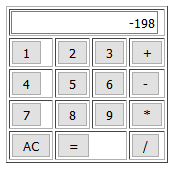 -198
1 2 3 +
4 5 6 -
7 8 9 *
AC = /